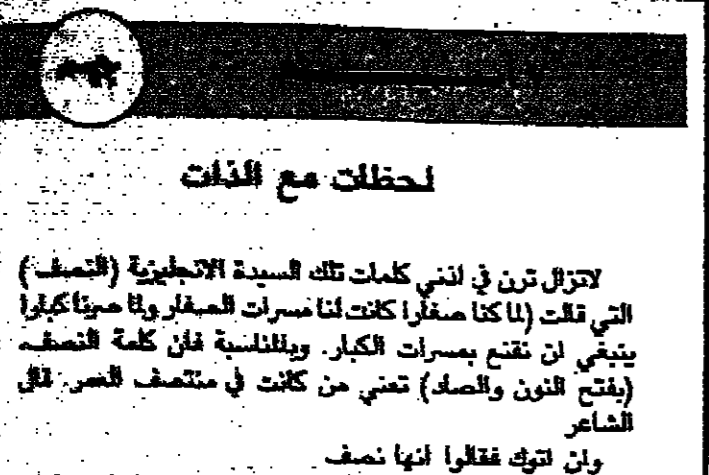 لحظات مع الذات
لاتزال ترن في اذني كلمات تلك السيدة الانجليزية (النصف)
التي قالت (لما كنا صغارا كانت لنا مسرات الصغار ولما صرنا كبارا
ينبغي ان نقنع بمسرات الكبار. وبالمناسبة فان كلمة النصف
(بفتح النون والصاد) تعني من كانت في منتصف العمر. قال
الشاعر
وان اتوك فقالوا انها نصف